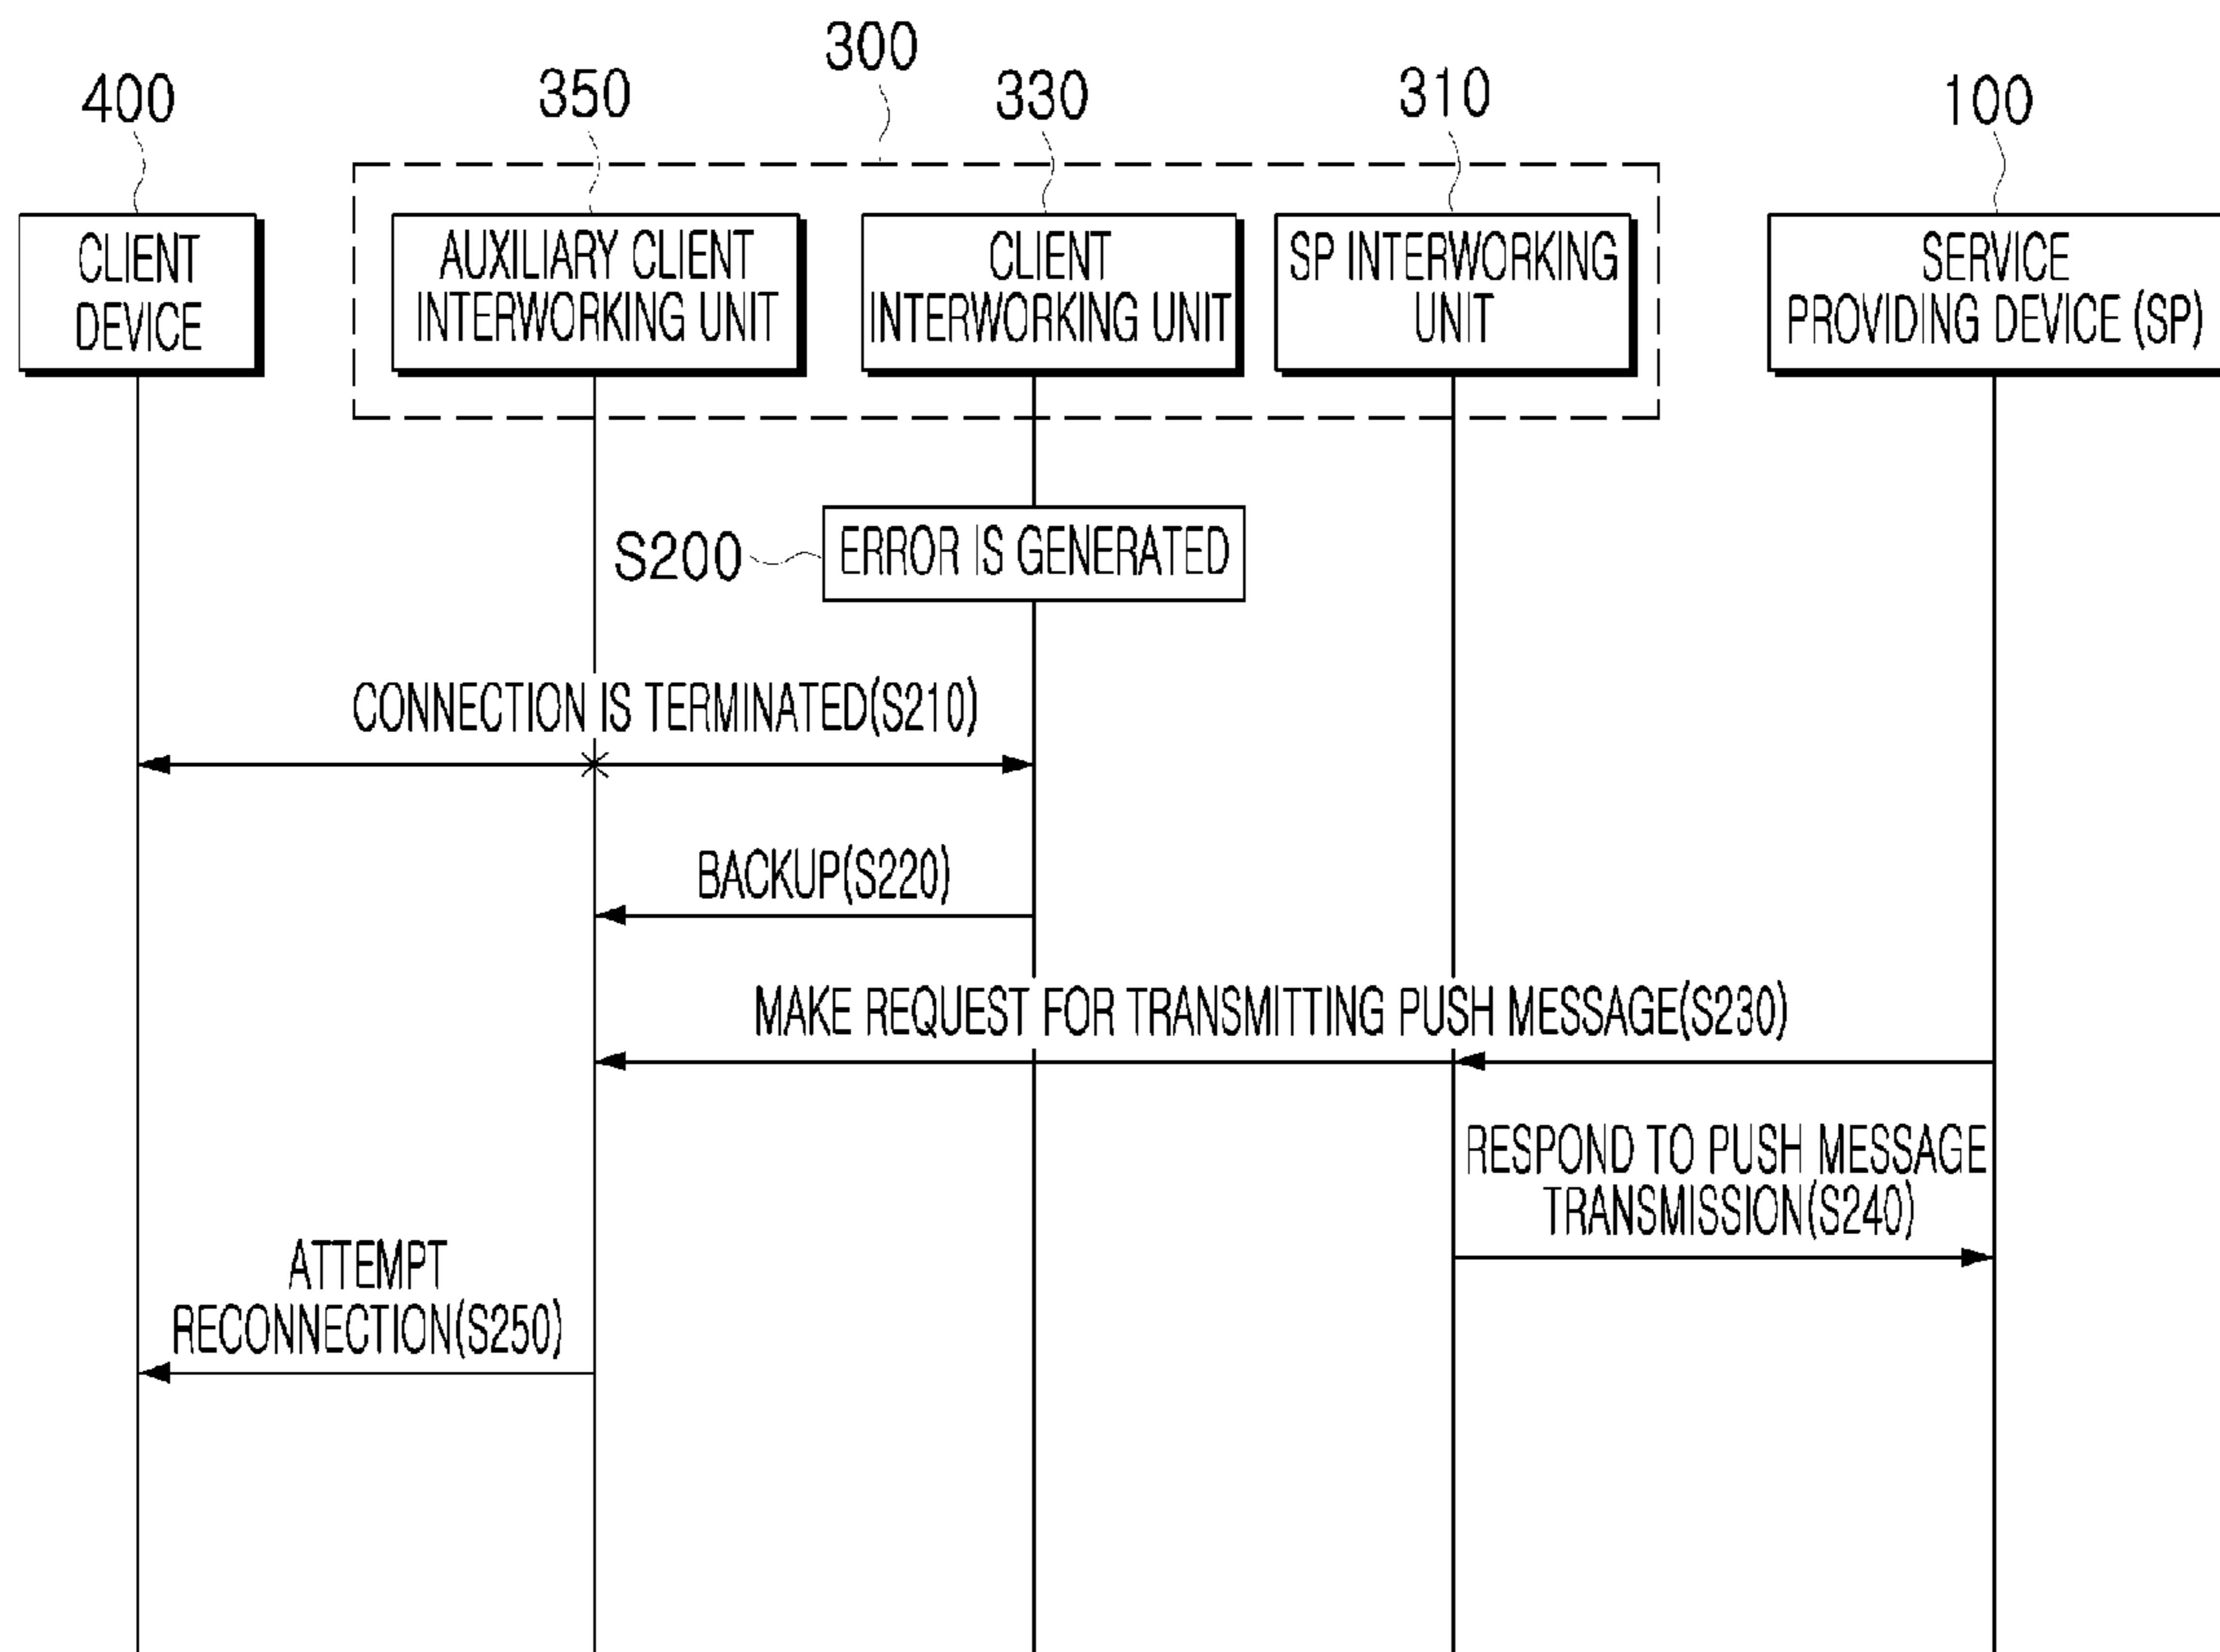 300
400
350
330
310
100
CLIENT
DEVICE
AUXILIARY CLIENT
INTERWORKING UNIT
CLIENT
INTERWORKING UNIT
SP INTERWORKING
UNIT
SERVICE
PROVIDING DEVICE (SP)
S200
ERROR IS GENERATED
CONNECTION IS TERMINATED(S210)
BACKUP(S220)
MAKE REQUEST FOR TRANSMITTING PUSH MESSAGE(S230)
RESPOND TO PUSH MESSAGE
TRANSMISSION(S240)
ATTEMPT
RECONNECTION(S250)